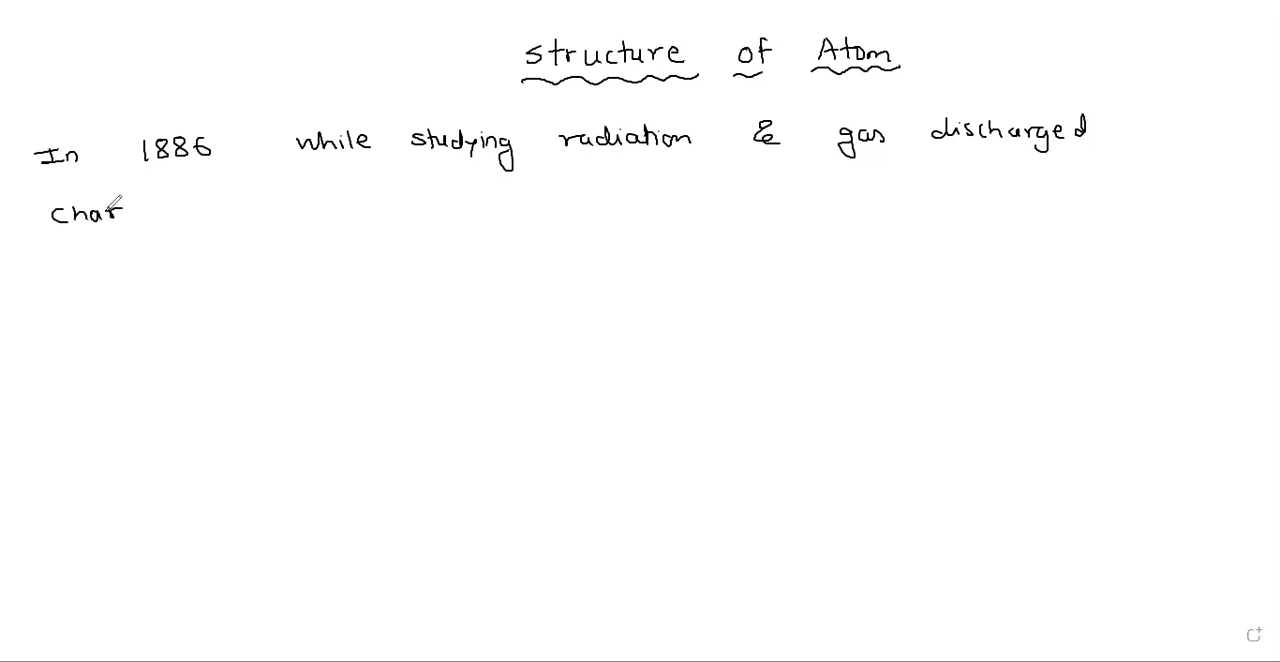 Structure of Atom
In 1886 while studying radiation & gas discharged
Char